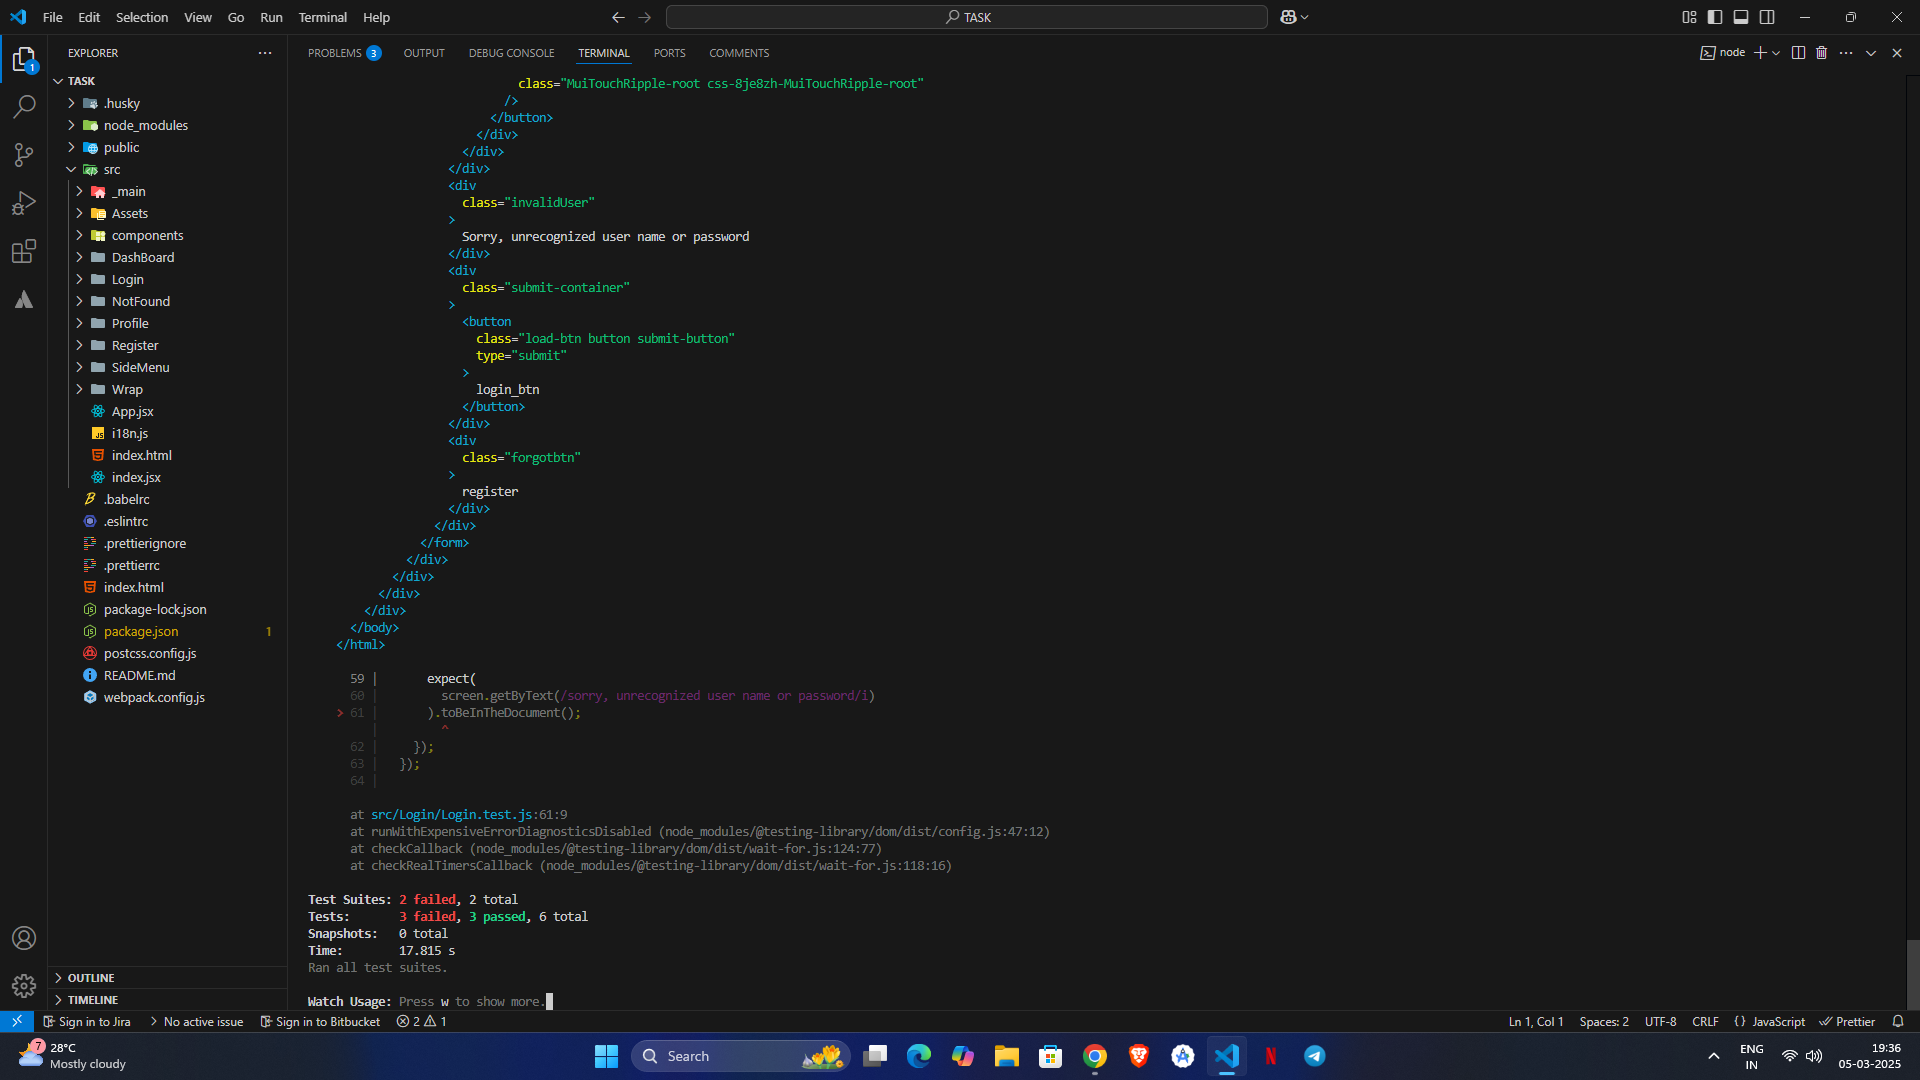 File Edit Selection View Go Run Terminal Help
TASK
EXPLORER
TASK
.husky
node_modules
public
src
_main
Assets
components
DashBoard
Login
NotFound
Profile
Register
SideMenu
Wrap
App.jsx
i18n.js
index.html
index.jsx
.babelrc
.eslintrc
.prettierignore
.prettierrc
index.html
package-lock.json
package.json 1
postcss.config.js
README.md
webpack.config.js
OUTLINE
TIMELINE
1
PROBLEMS 3 OUTPUT DEBUG CONSOLE TERMINAL PORTS COMMENTS
node
class="MuiTouchRipple-root css-8je8zh-MuiTouchRipple-root"
/>
</button>
</div>
</div>
</div>
<div
class="invalidUser"
>
Sorry, unrecognized user name or password
</div>
<div
class="submit-container"
>
<button
class="load-btn button submit-button"
type="submit"
>
login_btn
</button>
</div>
<div
class="forgotbtn"
>
register
</div>
</div>
</form>
</div>
</div>
</div>
</div>
</body>
</html>
59 | expect(
60 | screen.getByText(/sorry, unrecognized user name or password/i)
> 61 | ).toBeInTheDocument();
| ^
62 | });
63 | });
64 |
at src/Login/Login.test.js:61:9
at runWithExpensiveErrorDiagnosticsDisabled (node_modules/@testing-library/dom/dist/config.js:47:12)
at checkCallback (node_modules/@testing-library/dom/dist/wait-for.js:124:77)
at checkRealTimersCallback (node_modules/@testing-library/dom/dist/wait-for.js:118:16)
Test Suites: 2 failed, 2 total
Tests: 3 failed, 3 passed, 6 total
Snapshots: 0 total
Time: 17.815 s
Ran all test suites.
Watch Usage: Press w to show more.
Sign in to Jira No active issue Sign in to Bitbucket 2 1 Ln 1, Col 1 Spaces: 2 UTF-8 CRLF {} JavaScript Prettier
7
28°C
Mostly cloudy
Search
ENG
IN
19:36
05-03-2025